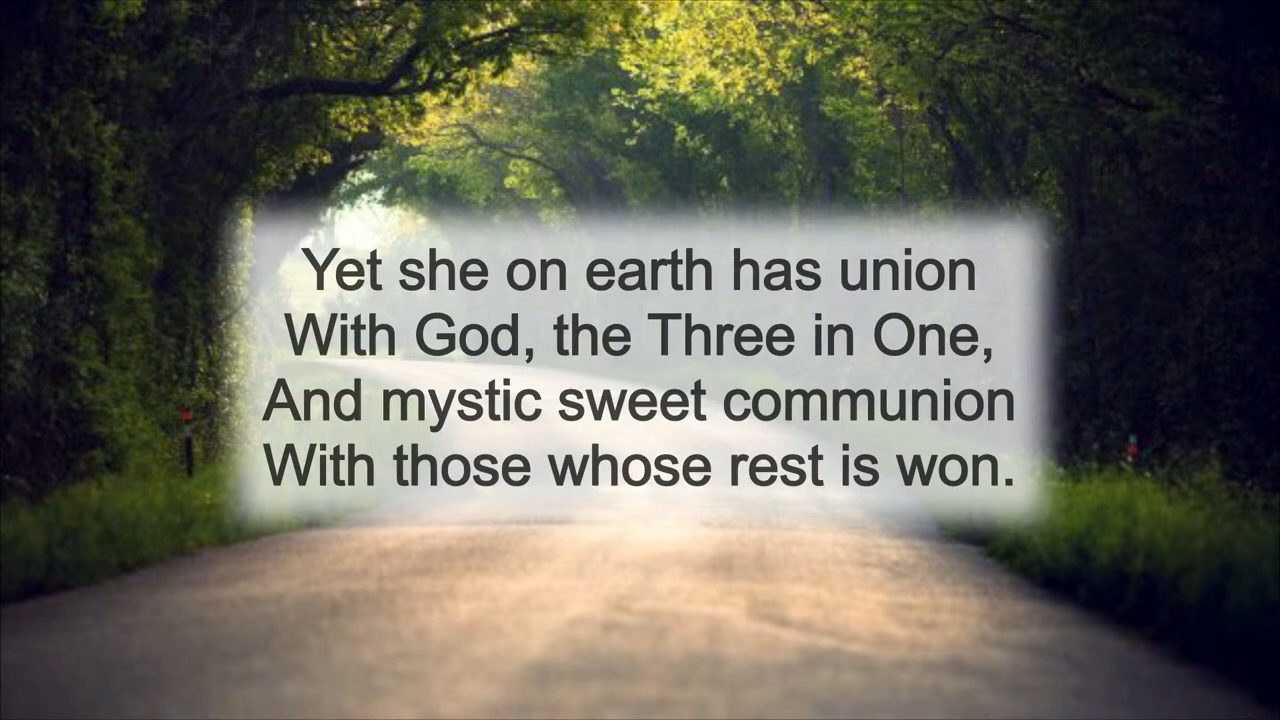 Yet she on earth has union
With God, the Three in One,
And mystic sweet communion
With those whose rest is won.